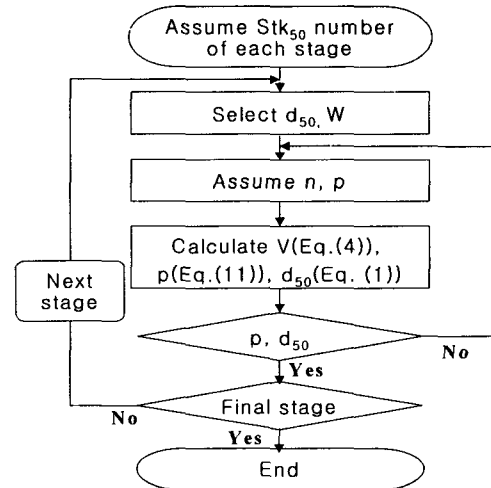 Assume Stk50 number
of each stage
Select d50, W
Assume n, p
Calculate V(Eq.(4)),
p(Eq.(11)), d50(Eq. (1))
Next
stage
p, d50
No
Yes
Final stage
No
Yes
End